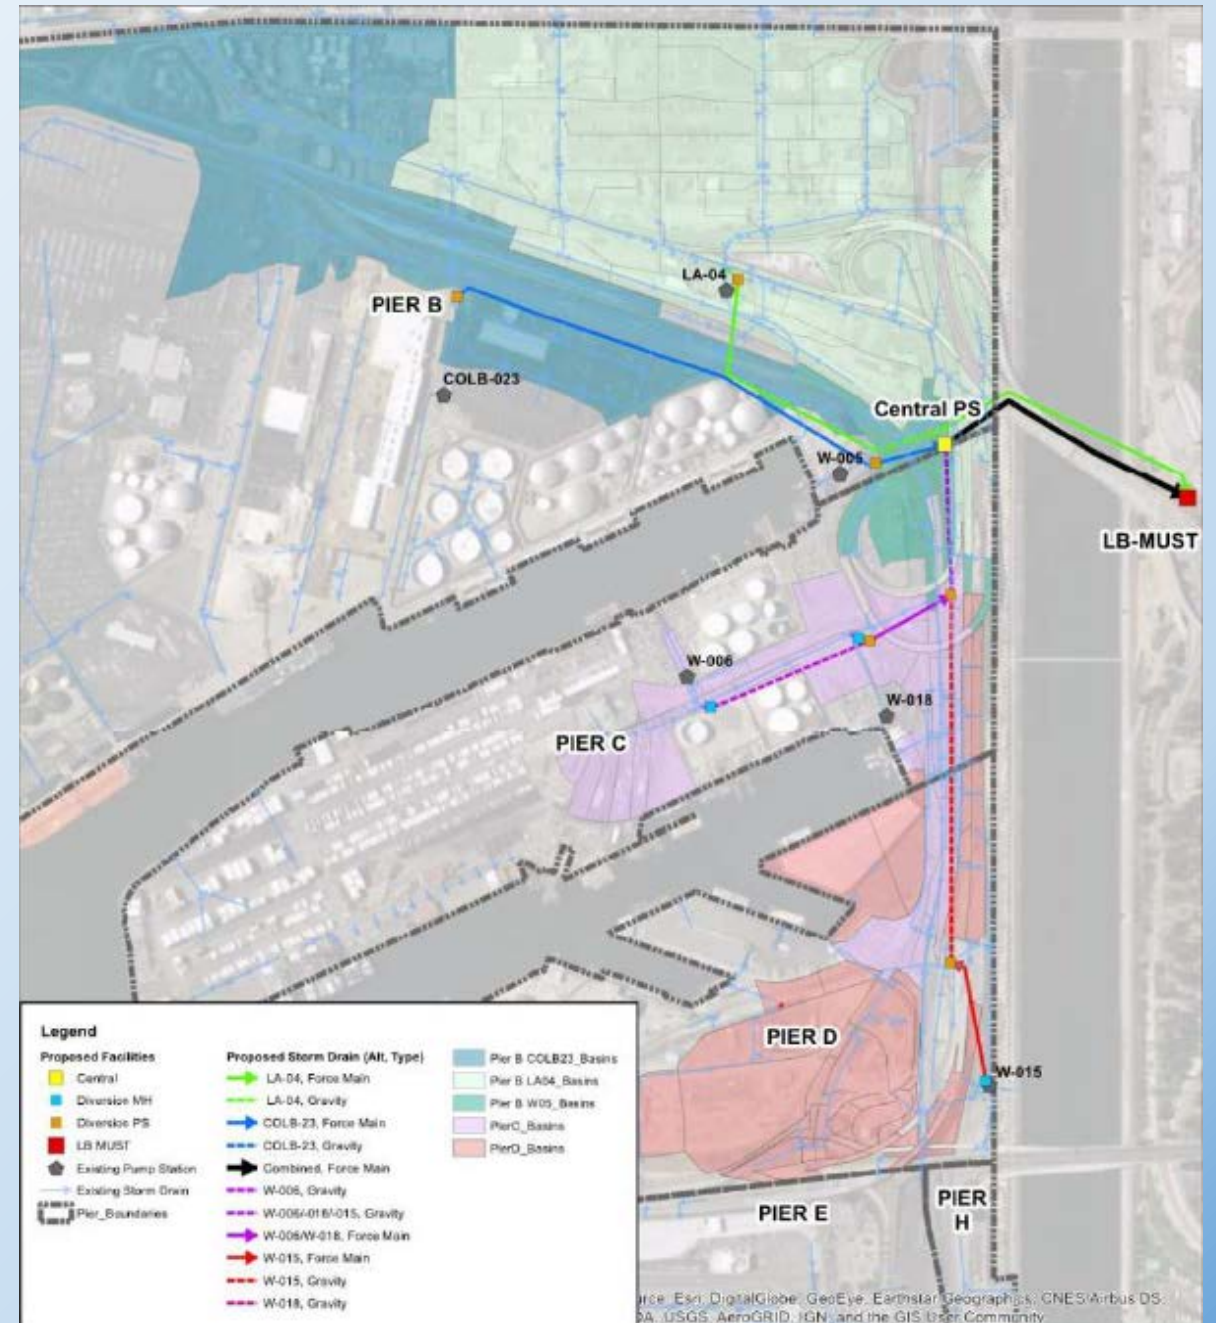 LA-04
PIER B
COLB-023
Central PS
W-005
LB-MUST
W-006
W-018
PIER C
PIER D
W-015
PIER E
PIER
H
Legend
Proposed Facilities
Central
Diversion MH
Diversion PS
LB MUST
Existing Pump Station
Existing Storm Drain
Pier_Boundaries
Proposed Storm Drain (Alt, Type)
LA-04, Force Main
LA-04, Gravity
COLB-23, Force Main
COLB-23, Gravity
Combined, Force Main
W-006, Gravity
W-006/-018/-015, Gravity
W-006/W-018, Force Main
W-015, Force Main
W-015, Gravity
W-018, Gravity
Pier B COLB23_Basins
Pier B LA04_Basins
Pier B W05_Basins
PierC_Basins
PierD_Basins
Esri, DigitalGlobe, GeoEye, Earthstar Geographics, CNES/Airbus DS,
USGS, AeroGRID, IGN, and the GIS User Community